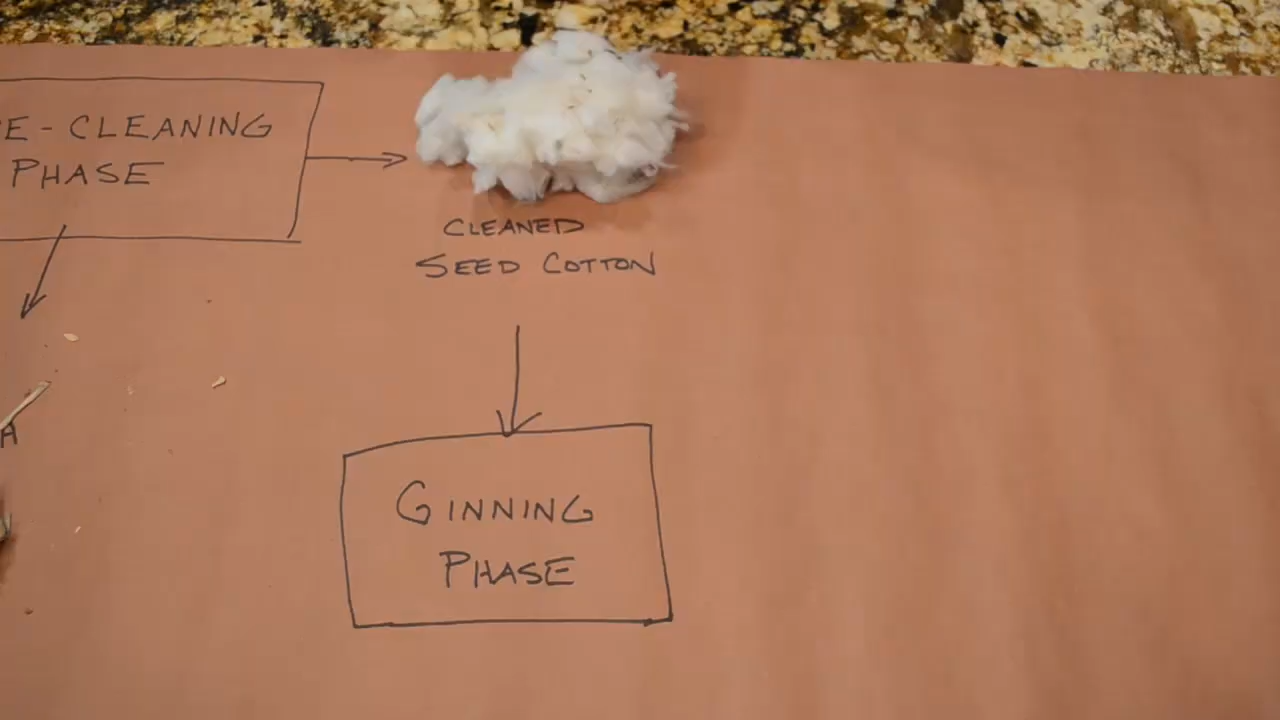 E-CLEANING
PHASE
CLEANED
SEED COTTON
A
GINNING
PHASE